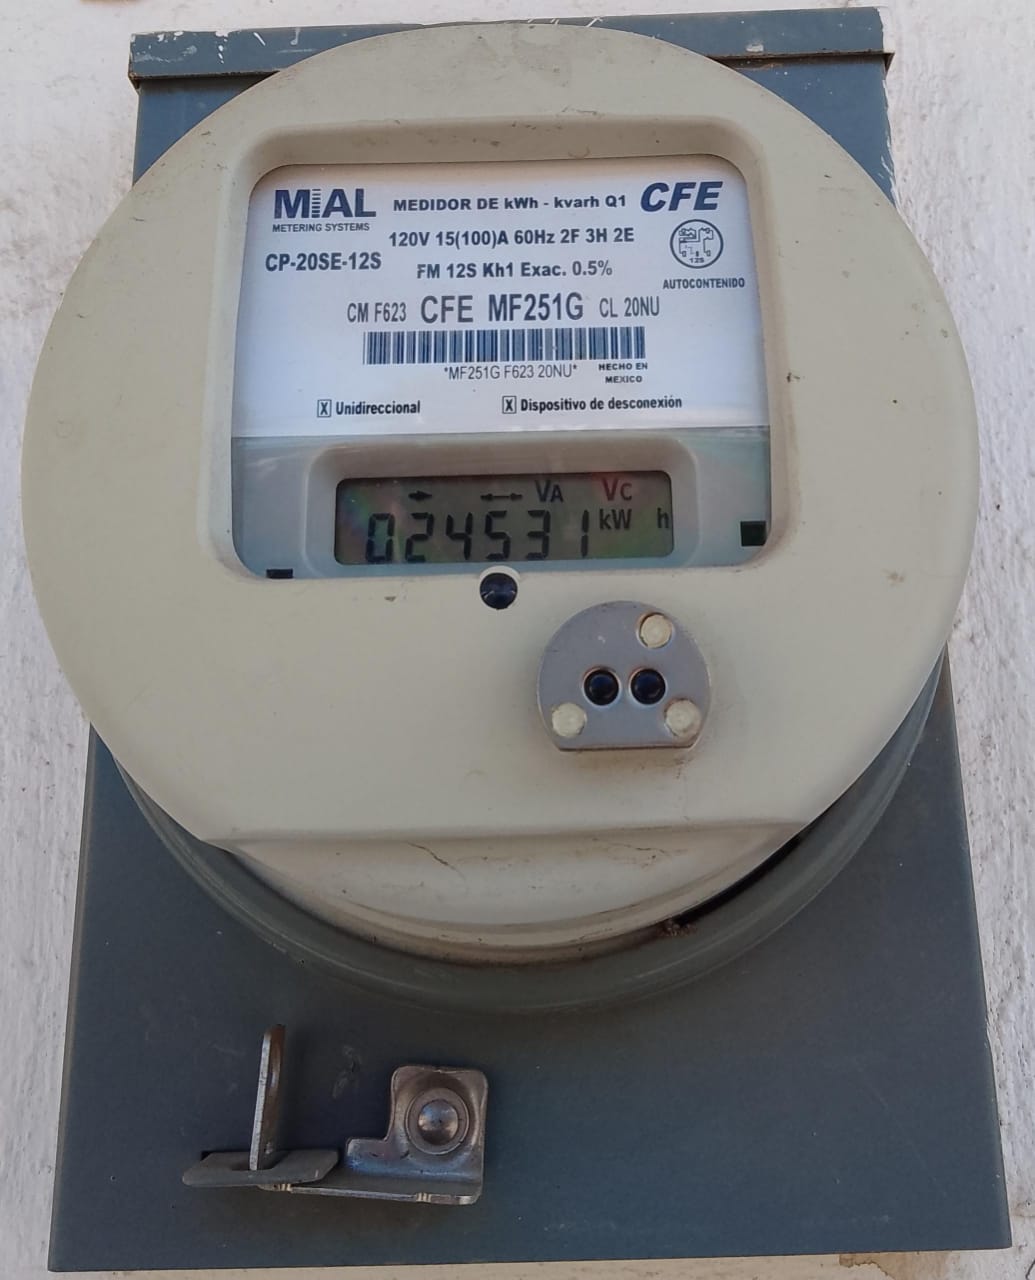 MIAL MEDIDOR DE kWh - kvarh Q1 CFE
METERING SYSTEMS
120V 15(100)A 60Hz 2F 3H 2E
CP-20SE-12S
FM 12S Kh1 Exac. 0.5%
12S
AUTOCONTENIDO
CM F623 CFE MF251G CL 20NU
*MF251G F623 20NU*
HECHO EN
MEXICO
X Unidireccional X Dispositivo de desconexión
VA VC
024531 kW h